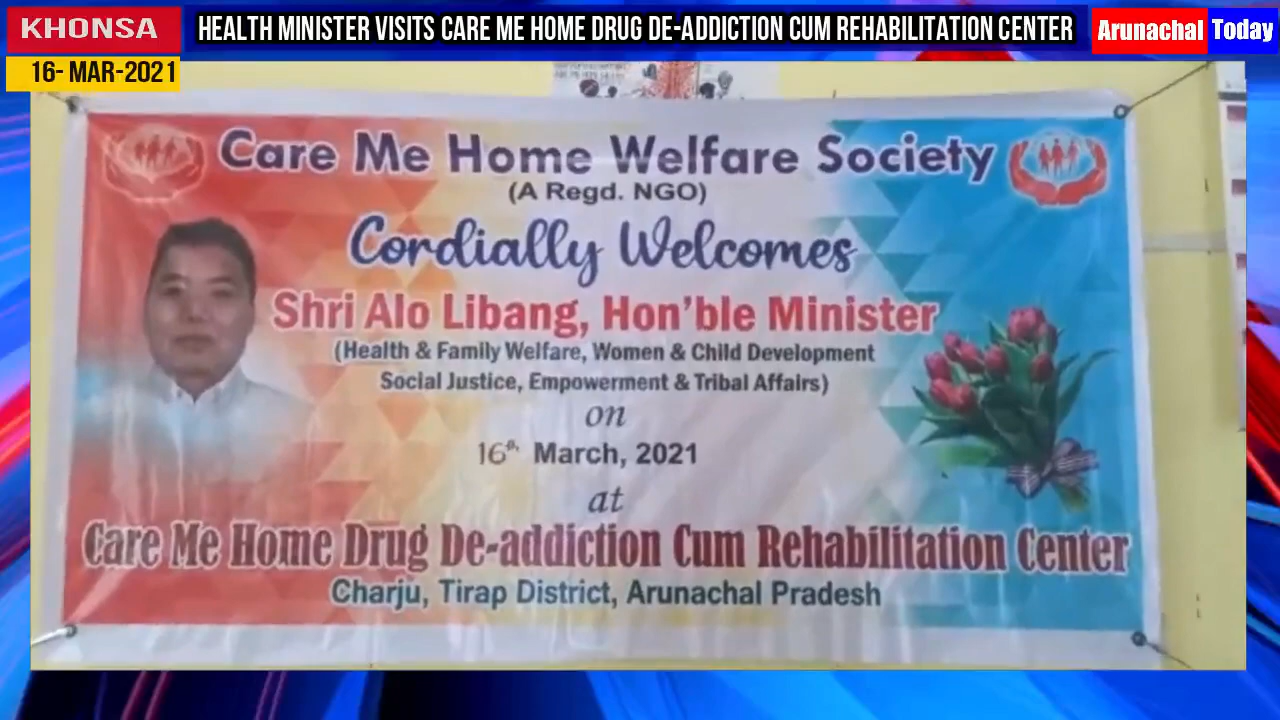 KHONSA
HEALTH MINISTER VISITS CARE ME HOME DRUG DE-ADDICTION CUM REHABILITATION CENTER
Arunachal Today
16- MAR-2021
Care Me Home Welfare Society
(A Regd. NGO)
Cordially Welcomes
Shri Alo Libang, Hon'ble Minister
(Health & Family Welfare, Women & Child Development
Social Justice, Empowerment & Tribal Affairs)
on
16th March, 2021
at
Care Me Home Drug De-addiction Cum Rehabilitation Center
Charju, Tirap District, Arunachal Pradesh